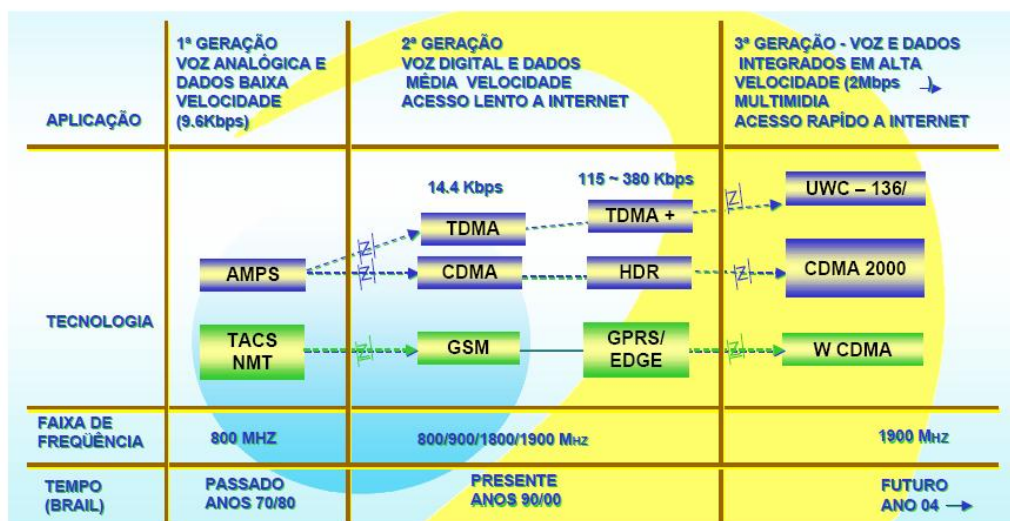 APLICAÇÃO
1ª GERAÇÃO
VOZ ANALÓGICA E
DADOS BAIXA
VELOCIDADE
(9.6Kbps)
2ª GERAÇÃO
VOZ DIGITAL E DADOS
MÉDIA VELOCIDADE
ACESSO LENTO A INTERNET
3ª GERAÇÃO - VOZ E DADOS
INTEGRADOS EM ALTA
VELOCIDADE (2Mbps
MULTIMIDIA
ACESSO RAPÍDO A INTERNET
TECNOLOGIA
14.4 Kbps
115 ~ 380 Kbps
AMPS
TDMA
TDMA +
UWC – 136/
CDMA
HDR
CDMA 2000
TACS
NMT
GSM
GPRS/
EDGE
W CDMA
FAIXA DE
FREQÜÊNCIA
800 MHZ
800/900/1800/1900 MHZ
1900 MHZ
TEMPO
(BRAIL)
PASSADO
ANOS 70/80
PRESENTE
ANOS 90/00
FUTURO
ANO 04